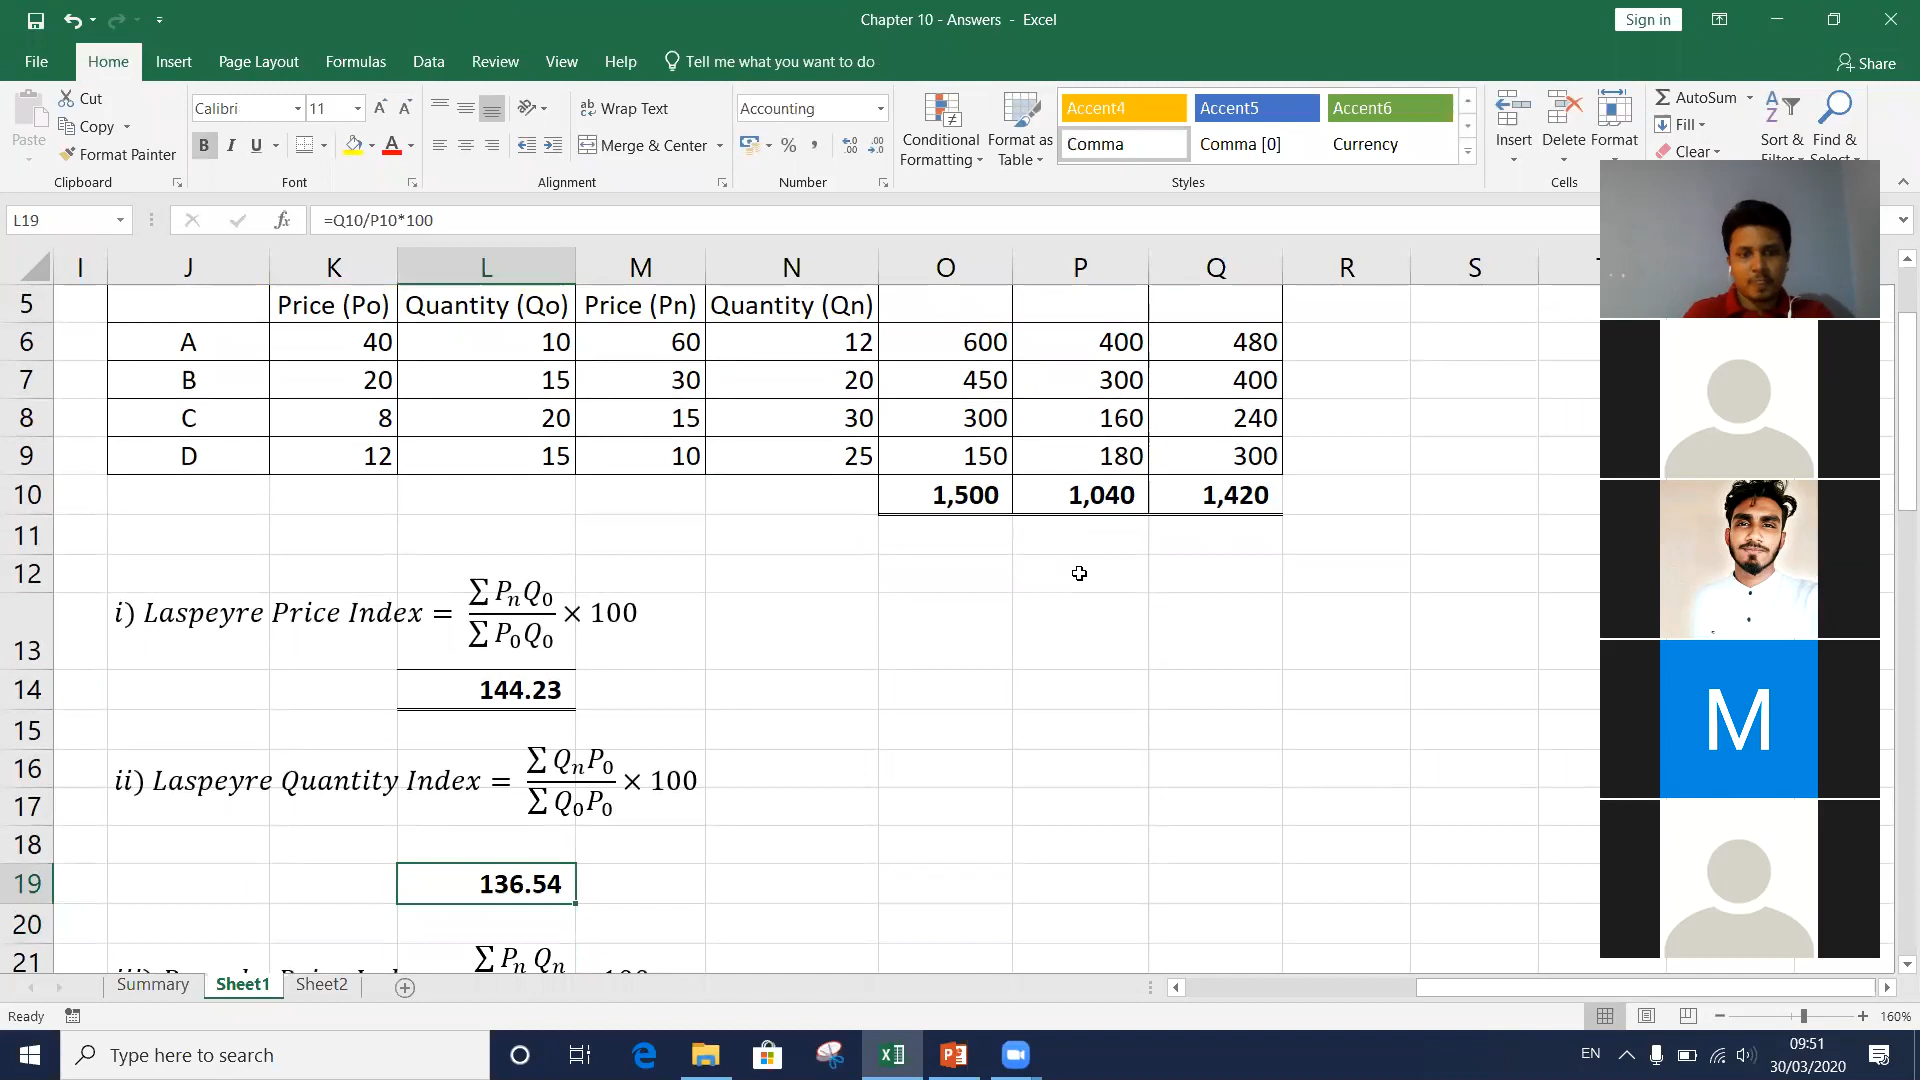 Chapter 10 - Answers - Excel
Sign in
File Home Insert Page Layout Formulas Data Review View Help Tell me what you want to do
Share
Paste
Cut
Copy
Format Painter
Clipboard
Calibri 11
B I U
Font
Wrap Text
Merge & Center
Alignment
Accounting
%
Number
Conditional Formatting
Format as Table
Accent4 Accent5 Accent6
Comma Comma [0] Currency
Styles
Insert Delete Format
Cells
AutoSum
Fill
Clear
Sort &
Find &
L19 fx =Q10/P10*100
I J K L M N O P Q R S
5 Price (Po) Quantity (Qo) Price (Pn) Quantity (Qn)
6 A 40 10 60 12 600 400 480
7 B 20 15 30 20 450 300 400
8 C 8 20 15 30 300 160 240
9 D 12 15 10 25 150 180 300
10 1,500 1,040 1,420
11
12
13 i) Laspeyre Price Index = ∑ PnQ0 / ∑ P0Q0 × 100
14 144.23
15
16
17 ii) Laspeyre Quantity Index = ∑ QnP0 / ∑ Q0P0 × 100
18
19 136.54
20
21 ∑ Pn Qn
M
Summary Sheet1 Sheet2
Ready
160%
Type here to search
EN
09:51
30/03/2020